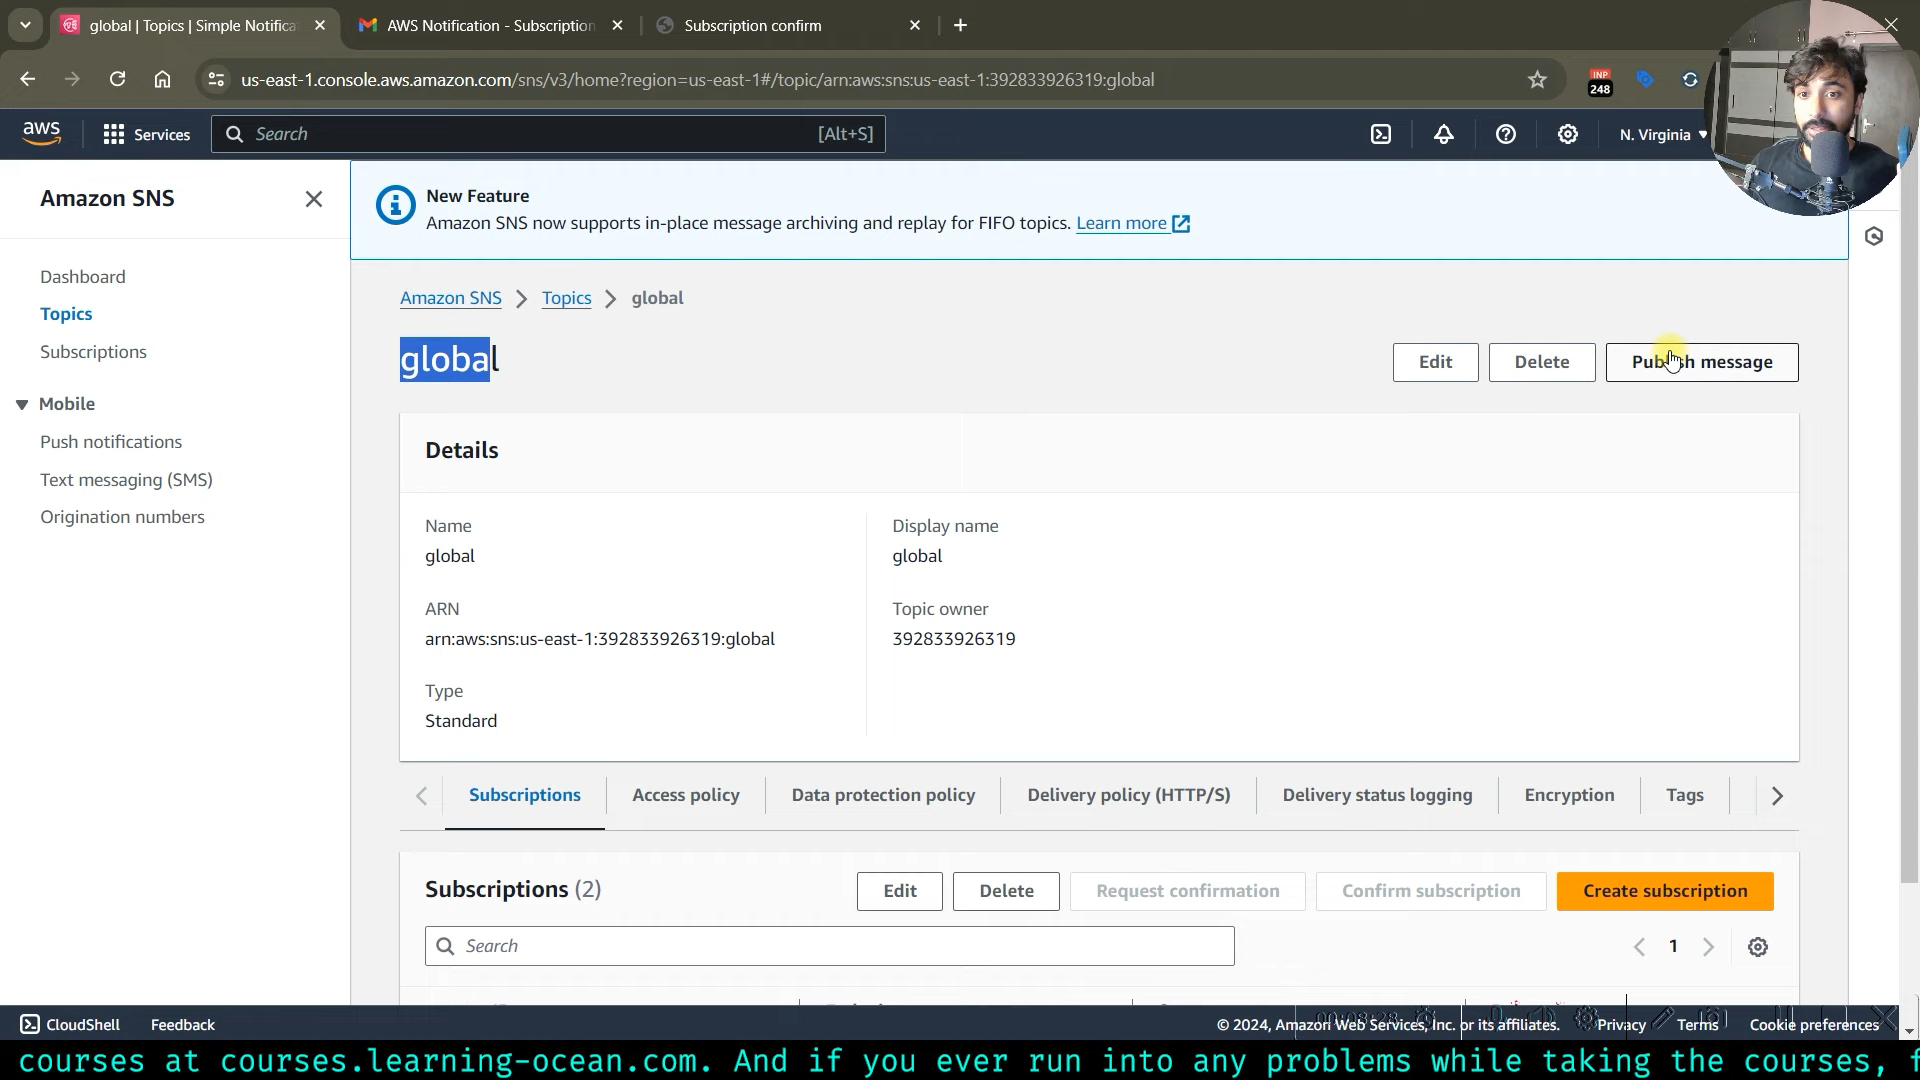 global | Topics | Simple Notifica
AWS Notification - Subscription
Subscription confirm
us-east-1.console.aws.amazon.com/sns/v3/home?region=us-east-1#/topic/arn:aws:sns:us-east-1:392833926319:global
INP
248
aws
Services
Search
[Alt+S]
N. Virginia
Amazon SNS
Dashboard
Topics
Subscriptions
Mobile
Push notifications
Text messaging (SMS)
Origination numbers
New Feature
Amazon SNS now supports in-place message archiving and replay for FIFO topics. Learn more
Amazon SNS
Topics
global
global
Edit
Delete
Publish message
Details
Name
global
Display name
global
ARN
arn:aws:sns:us-east-1:392833926319:global
Topic owner
392833926319
Type
Standard
Subscriptions
Access policy
Data protection policy
Delivery policy (HTTP/S)
Delivery status logging
Encryption
Tags
Subscriptions (2)
Edit
Delete
Request confirmation
Confirm subscription
Create subscription
Search
1
CloudShell
Feedback
© 2024, Amazon Web Services, Inc. or its affiliates.
Privacy
Terms
Cookie preferences
courses at courses.learning-ocean.com. And if you ever run into any problems while taking the courses,